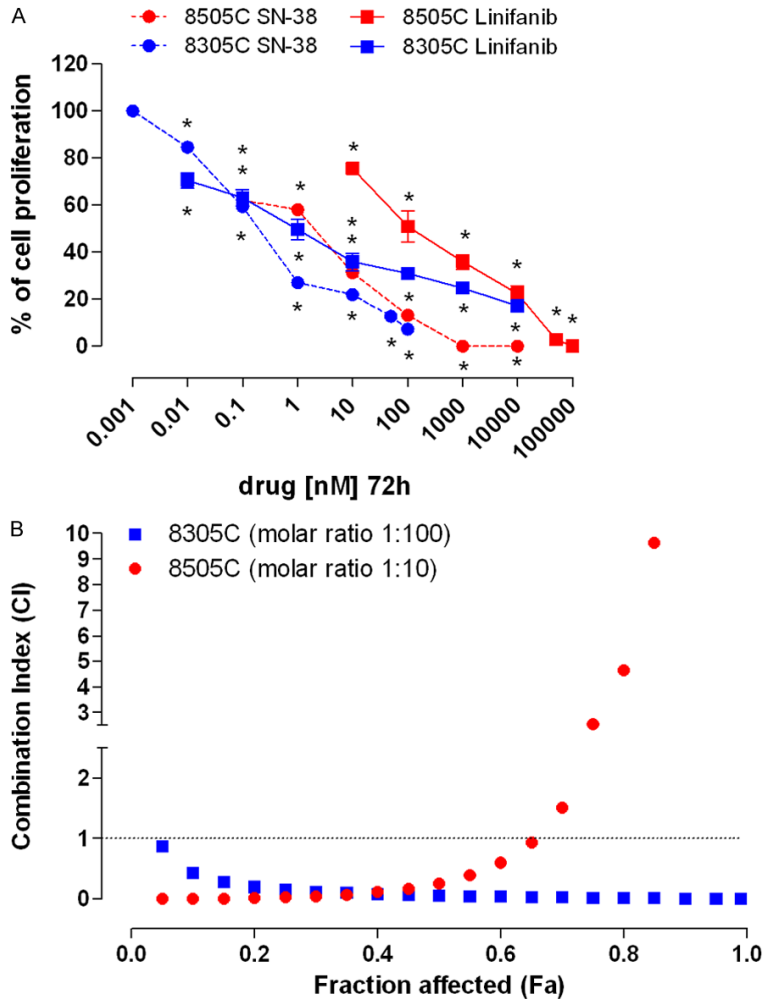 A
8505C SN-38
8505C Linifanib
8305C SN-38
8305C Linifanib
% of cell proliferation
120
100
80
60
40
20
0
* * * * * * * * * * * * * * * * * * * * * * * * * *
0.001
0.01
0.1
1
10
100
1000
10000
100000
drug [nM] 72h
B
8305C (molar ratio 1:100)
8505C (molar ratio 1:10)
Combination Index (CI)
10
9
8
7
6
5
4
3
2
1
0
0.0
0.2
0.4
0.6
0.8
1.0
Fraction affected (Fa)